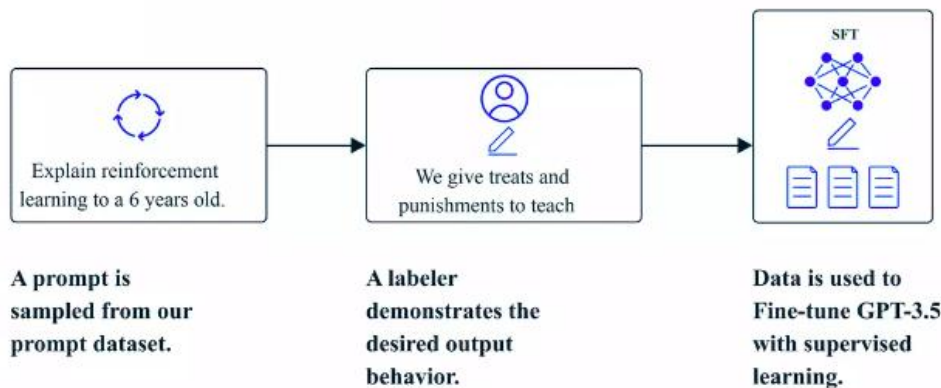 SFT
Explain reinforcement
learning to a 6 years old.
We give treats and
punishments to teach
A prompt is
sampled from our
prompt dataset.
A labeler
demonstrates the
desired output
behavior.
Data is used to
Fine-tune GPT-3.5
with supervised
learning.